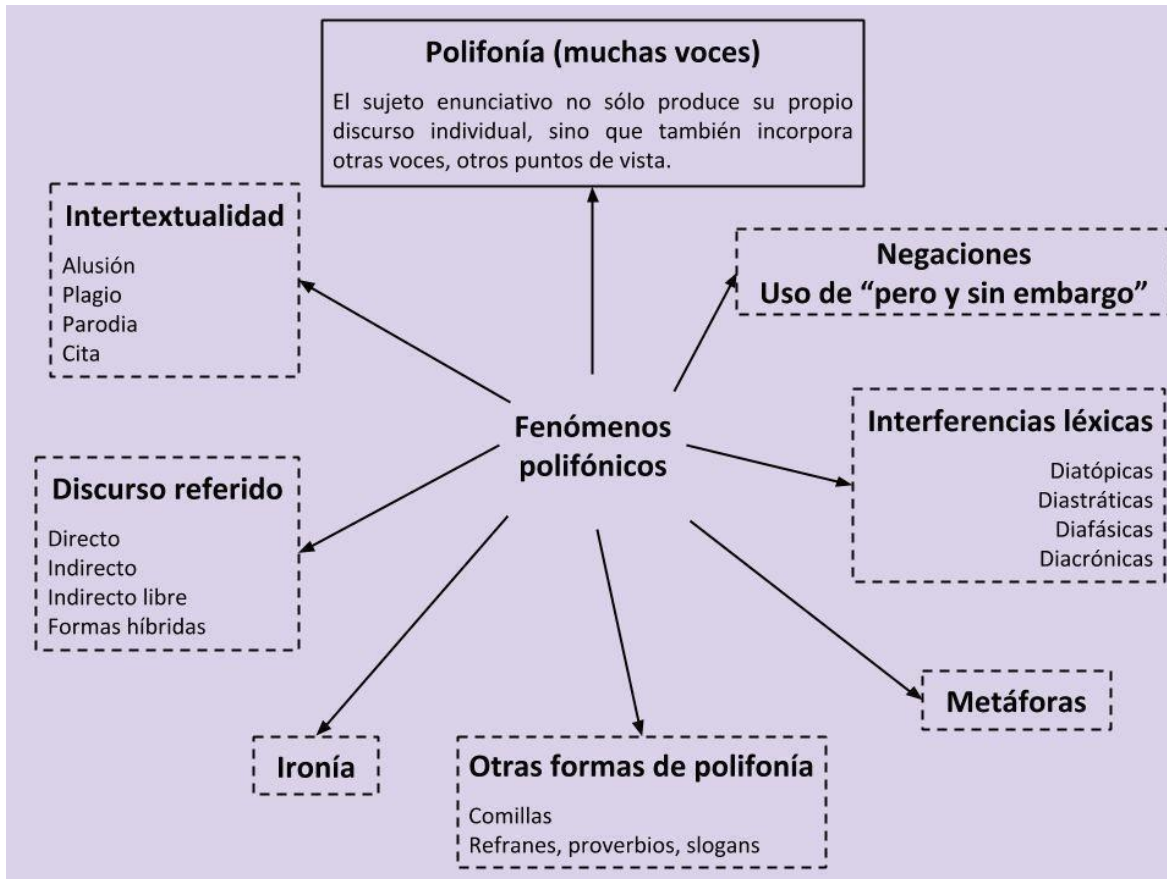 Polifonía (muchas voces)
El sujeto enunciativo no sólo produce su propio
discurso individual, sino que también incorpora
otras voces, otros puntos de vista.
Intertextualidad
Alusión
Plagio
Parodia
Cita
Negaciones
Uso de “pero y sin embargo”
Fenómenos
polifónicos
Interferencias léxicas
Diatópicas
Diastráticas
Diafásicas
Diacrónicas
Discurso referido
Directo
Indirecto
Indirecto libre
Formas híbridas
Metáforas
Ironía
Otras formas de polifonía
Comillas
Refranes, proverbios, slogans